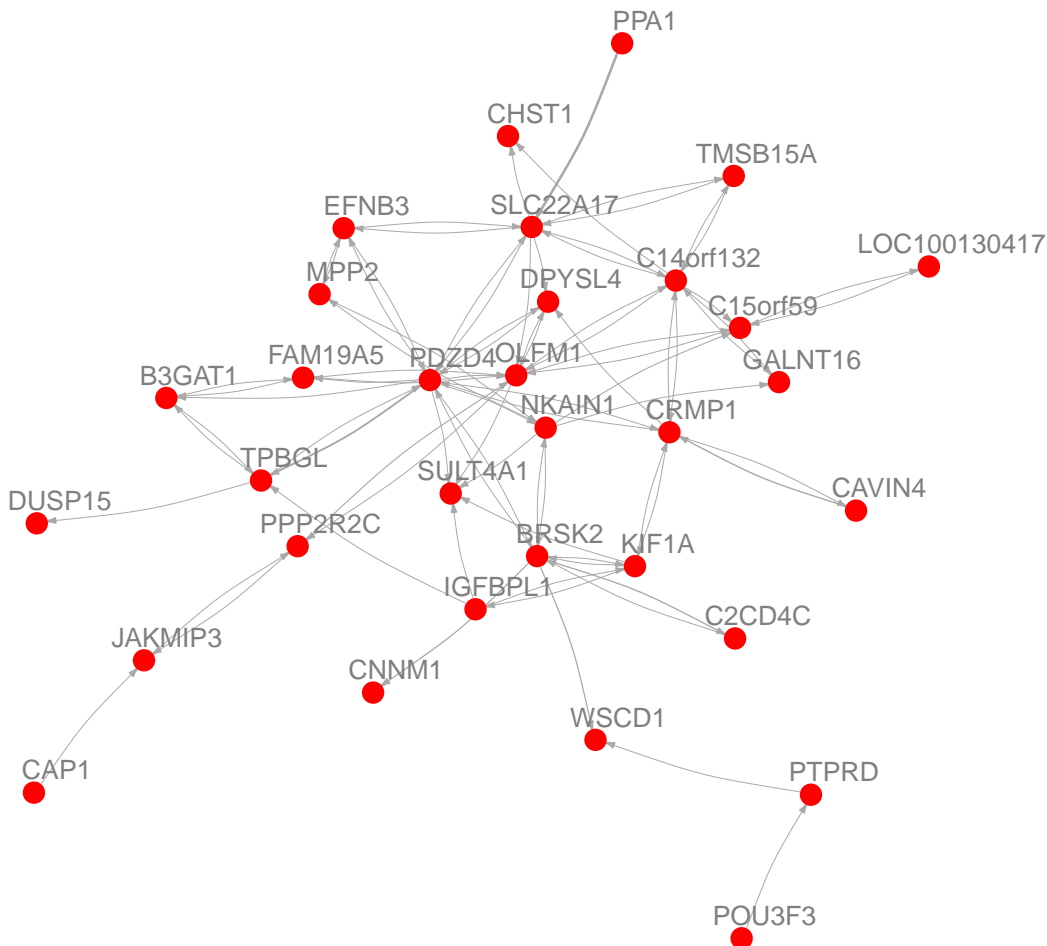 PPA1
CHST1
TMSB15A
EFNB3
SLC22A17
LOC100130417
C14orf132
MPP2
DPYSL4
C15orf59
FAM19A5
PDZD4
OLFM1
GALNT16
B3GAT1
NKAIN1
CRMP1
TPBGL
SULT4A1
CAVIN4
DUSP15
PPP2R2C
BRSK2
KIF1A
IGFBPL1
C2CD4C
JAKMIP3
CNNM1
WSCD1
CAP1
PTPRD
POU3F3